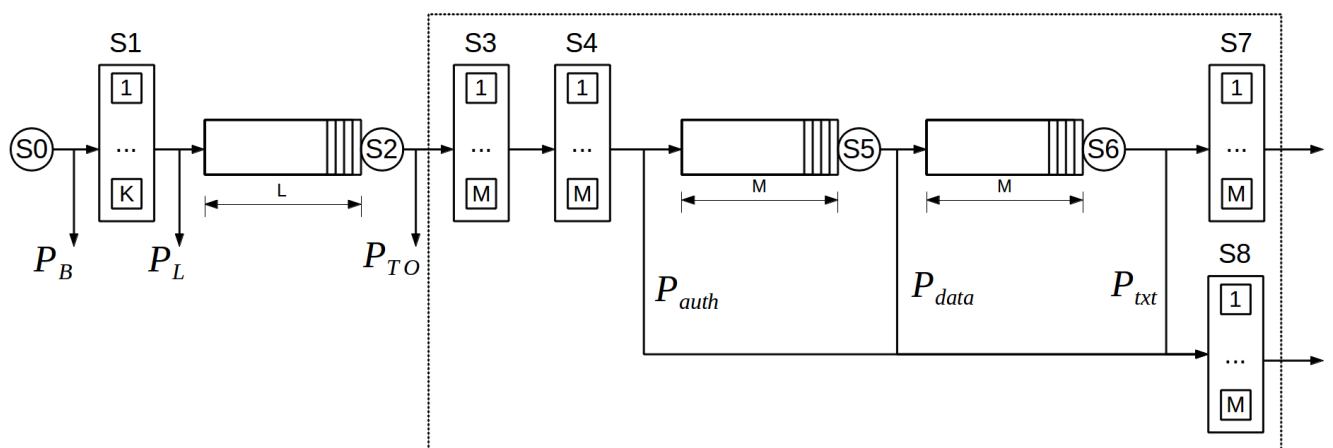 S1
S3
S4
S7
1
1
1
1
S0
...
S2
...
...
S5
S6
...
K
M
M
M
L
M
M
P_B
P_L
P_TO
P_auth
P_data
P_txt
S8
1
...
M